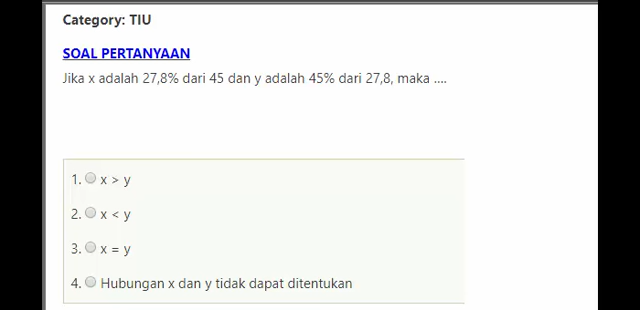 Category: TIU
SOAL PERTANYAAN
Jika x adalah 27,8% dari 45 dan y adalah 45% dari 27,8, maka ....
1. x > y
2. x < y
3. x = y
4. Hubungan x dan y tidak dapat ditentukan